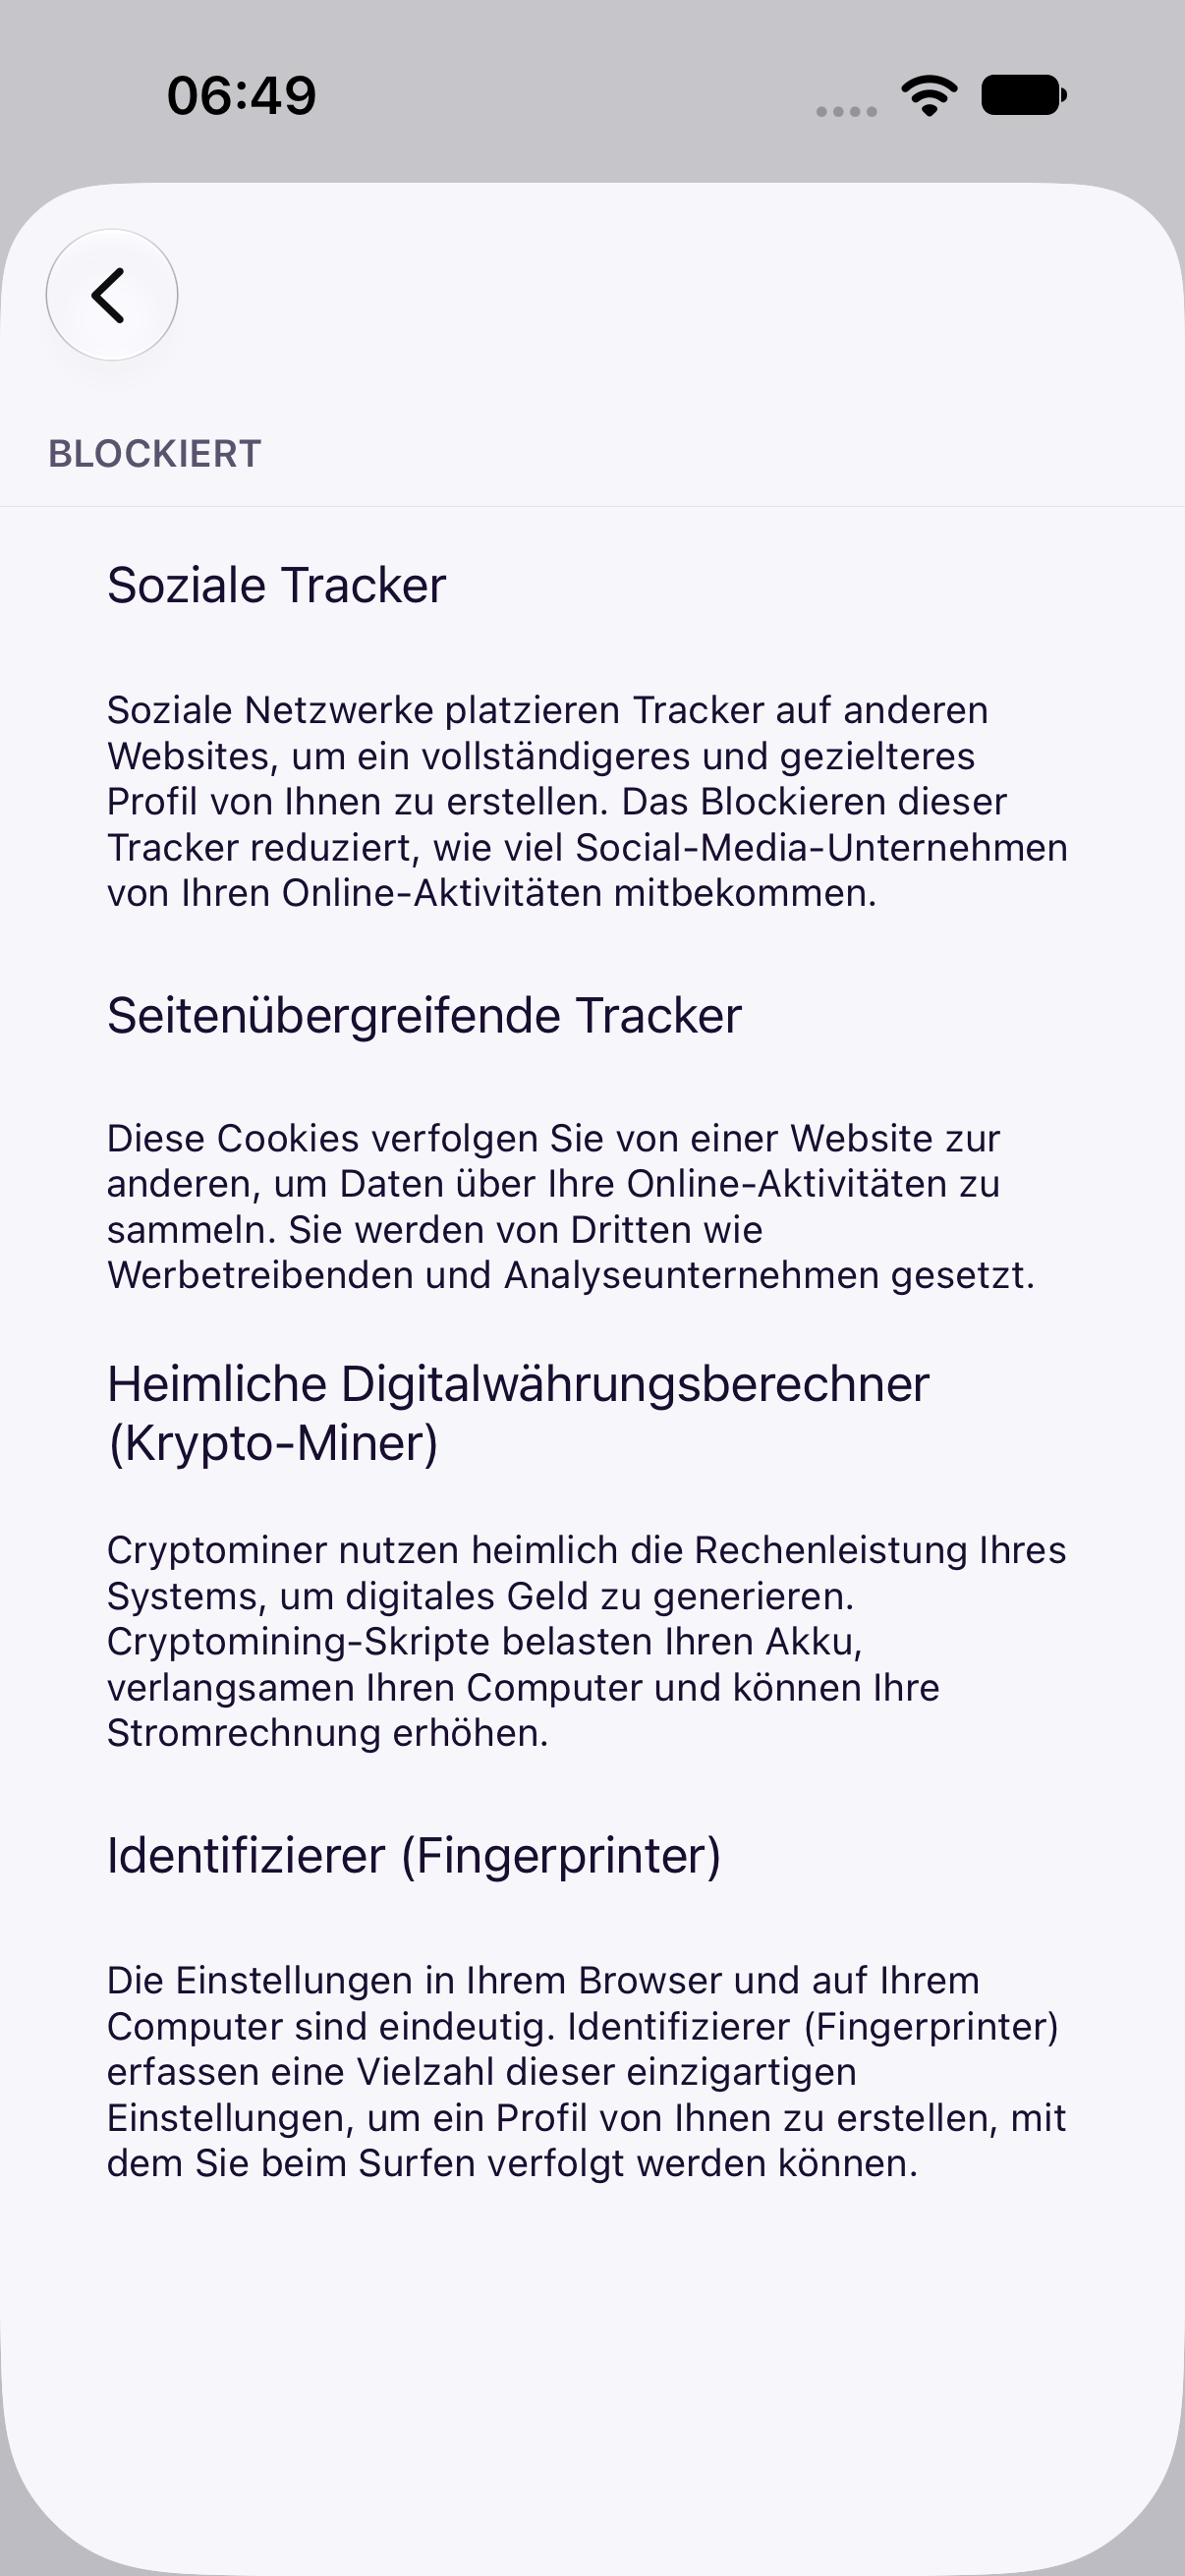 06:49
BLOCKIERT
Soziale Tracker
Soziale Netzwerke platzieren Tracker auf anderen
Websites, um ein vollständigeres und gezielteres
Profil von Ihnen zu erstellen. Das Blockieren dieser
Tracker reduziert, wie viel Social-Media-Unternehmen
von Ihren Online-Aktivitäten mitbekommen.
Seitenübergreifende Tracker
Diese Cookies verfolgen Sie von einer Website zur
anderen, um Daten über Ihre Online-Aktivitäten zu
sammeln. Sie werden von Dritten wie
Werbetreibenden und Analyseunternehmen gesetzt.
Heimliche Digitalwährungsberechner
(Krypto-Miner)
Cryptominer nutzen heimlich die Rechenleistung Ihres
Systems, um digitales Geld zu generieren.
Cryptomining-Skripte belasten Ihren Akku,
verlangsamen Ihren Computer und können Ihre
Stromrechnung erhöhen.
Identifizierer (Fingerprinter)
Die Einstellungen in Ihrem Browser und auf Ihrem
Computer sind eindeutig. Identifizierer (Fingerprinter)
erfassen eine Vielzahl dieser einzigartigen
Einstellungen, um ein Profil von Ihnen zu erstellen, mit
dem Sie beim Surfen verfolgt werden können.